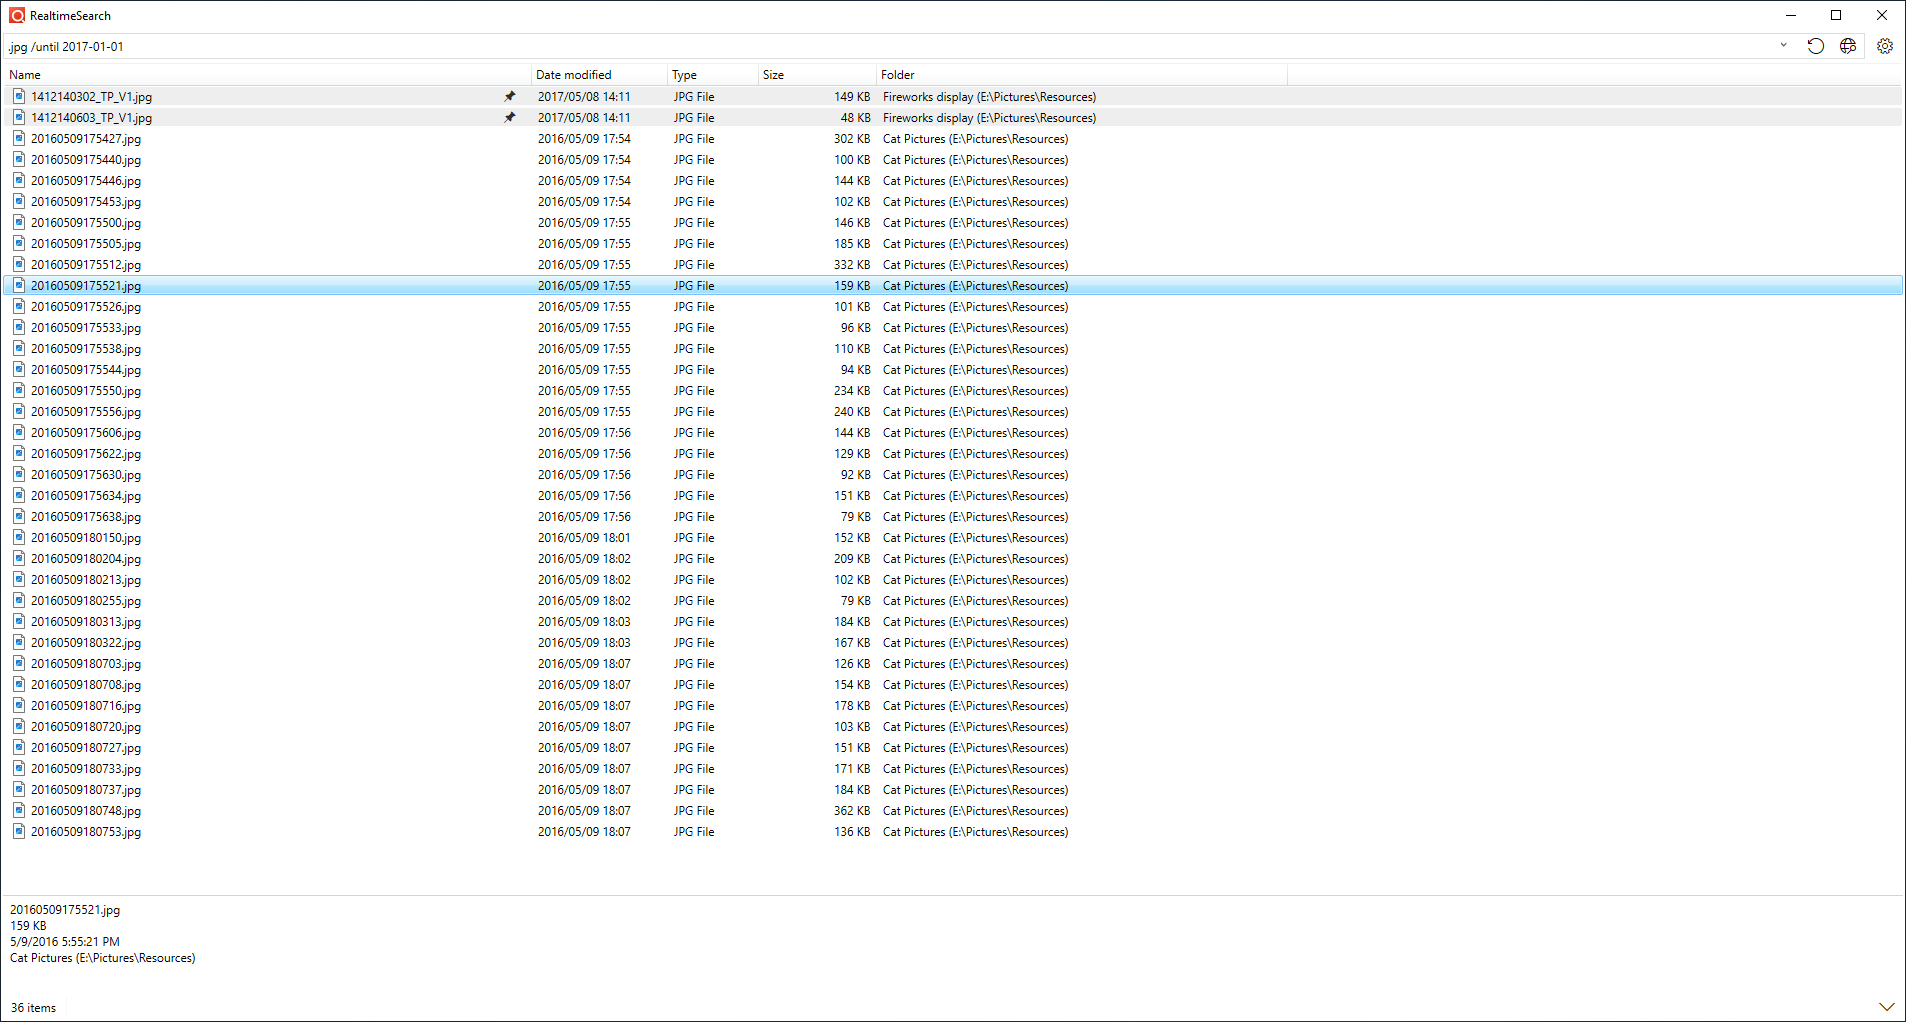 RealtimeSearch
.jpg /until 2017-01-01
Name Date modified Type Size Folder
1412140302_TP_V1.jpg 2017/05/08 14:11 JPG File 149 KB Fireworks display (E:\Pictures\Resources)
1412140603_TP_V1.jpg 2017/05/08 14:11 JPG File 48 KB Fireworks display (E:\Pictures\Resources)
20160509175427.jpg 2016/05/09 17:54 JPG File 302 KB Cat Pictures (E:\Pictures\Resources)
20160509175440.jpg 2016/05/09 17:54 JPG File 100 KB Cat Pictures (E:\Pictures\Resources)
20160509175446.jpg 2016/05/09 17:54 JPG File 144 KB Cat Pictures (E:\Pictures\Resources)
20160509175453.jpg 2016/05/09 17:54 JPG File 102 KB Cat Pictures (E:\Pictures\Resources)
20160509175500.jpg 2016/05/09 17:55 JPG File 146 KB Cat Pictures (E:\Pictures\Resources)
20160509175505.jpg 2016/05/09 17:55 JPG File 185 KB Cat Pictures (E:\Pictures\Resources)
20160509175512.jpg 2016/05/09 17:55 JPG File 332 KB Cat Pictures (E:\Pictures\Resources)
20160509175521.jpg 2016/05/09 17:55 JPG File 159 KB Cat Pictures (E:\Pictures\Resources)
20160509175526.jpg 2016/05/09 17:55 JPG File 101 KB Cat Pictures (E:\Pictures\Resources)
20160509175533.jpg 2016/05/09 17:55 JPG File 96 KB Cat Pictures (E:\Pictures\Resources)
20160509175538.jpg 2016/05/09 17:55 JPG File 110 KB Cat Pictures (E:\Pictures\Resources)
20160509175544.jpg 2016/05/09 17:55 JPG File 94 KB Cat Pictures (E:\Pictures\Resources)
20160509175550.jpg 2016/05/09 17:55 JPG File 234 KB Cat Pictures (E:\Pictures\Resources)
20160509175556.jpg 2016/05/09 17:55 JPG File 240 KB Cat Pictures (E:\Pictures\Resources)
20160509175606.jpg 2016/05/09 17:56 JPG File 144 KB Cat Pictures (E:\Pictures\Resources)
20160509175622.jpg 2016/05/09 17:56 JPG File 129 KB Cat Pictures (E:\Pictures\Resources)
20160509175630.jpg 2016/05/09 17:56 JPG File 92 KB Cat Pictures (E:\Pictures\Resources)
20160509175634.jpg 2016/05/09 17:56 JPG File 151 KB Cat Pictures (E:\Pictures\Resources)
20160509175638.jpg 2016/05/09 17:56 JPG File 79 KB Cat Pictures (E:\Pictures\Resources)
20160509180150.jpg 2016/05/09 18:01 JPG File 152 KB Cat Pictures (E:\Pictures\Resources)
20160509180204.jpg 2016/05/09 18:02 JPG File 209 KB Cat Pictures (E:\Pictures\Resources)
20160509180213.jpg 2016/05/09 18:02 JPG File 102 KB Cat Pictures (E:\Pictures\Resources)
20160509180255.jpg 2016/05/09 18:02 JPG File 79 KB Cat Pictures (E:\Pictures\Resources)
20160509180313.jpg 2016/05/09 18:03 JPG File 184 KB Cat Pictures (E:\Pictures\Resources)
20160509180322.jpg 2016/05/09 18:03 JPG File 167 KB Cat Pictures (E:\Pictures\Resources)
20160509180703.jpg 2016/05/09 18:07 JPG File 126 KB Cat Pictures (E:\Pictures\Resources)
20160509180708.jpg 2016/05/09 18:07 JPG File 154 KB Cat Pictures (E:\Pictures\Resources)
20160509180716.jpg 2016/05/09 18:07 JPG File 178 KB Cat Pictures (E:\Pictures\Resources)
20160509180720.jpg 2016/05/09 18:07 JPG File 103 KB Cat Pictures (E:\Pictures\Resources)
20160509180727.jpg 2016/05/09 18:07 JPG File 151 KB Cat Pictures (E:\Pictures\Resources)
20160509180733.jpg 2016/05/09 18:07 JPG File 171 KB Cat Pictures (E:\Pictures\Resources)
20160509180737.jpg 2016/05/09 18:07 JPG File 184 KB Cat Pictures (E:\Pictures\Resources)
20160509180748.jpg 2016/05/09 18:07 JPG File 362 KB Cat Pictures (E:\Pictures\Resources)
20160509180753.jpg 2016/05/09 18:07 JPG File 136 KB Cat Pictures (E:\Pictures\Resources)
20160509175521.jpg
159 KB
5/9/2016 5:55:21 PM
Cat Pictures (E:\Pictures\Resources)
36 items